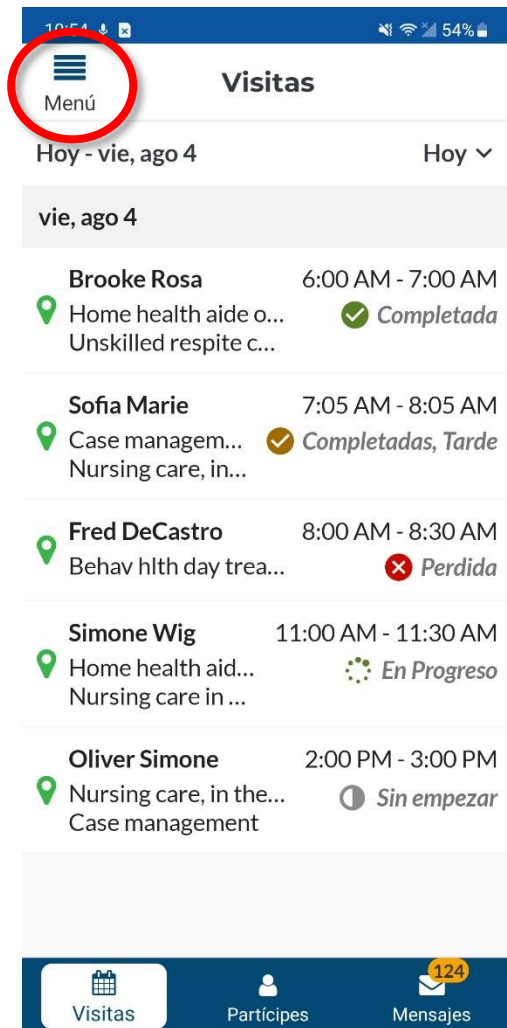 10:54 54%
Menú
Visitas
Hoy - vie, ago 4 Hoy
vie, ago 4
Brooke Rosa 6:00 AM - 7:00 AM
Home health aide o... Completada
Unskilled respite c...
Sofia Marie 7:05 AM - 8:05 AM
Case managem... Completadas, Tarde
Nursing care, in...
Fred DeCastro 8:00 AM - 8:30 AM
Behav hlth day trea... Perdida
Simone Wig 11:00 AM - 11:30 AM
Home health aid... En Progreso
Nursing care in ...
Oliver Simone 2:00 PM - 3:00 PM
Nursing care, in the... Sin empezar
Case management
124
Visitas Partícipes Mensajes